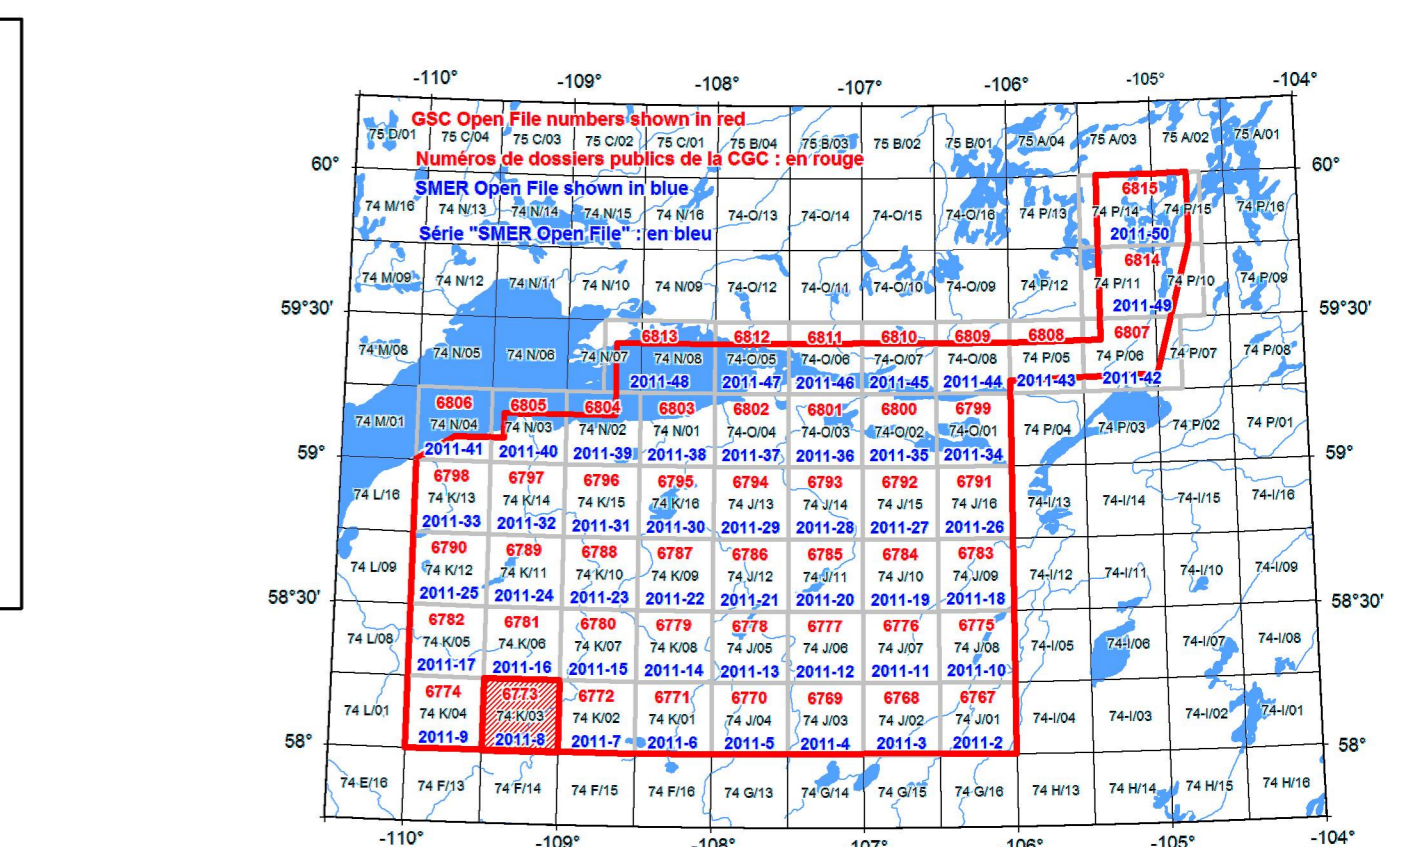 -110° -109° -108° -107° -106° -105° -104°
GSC Open File numbers shown in red
75 D/01 75 C/04 75 C/03 75 C/02 75 C/01 75 B/04 75 B/03 75 B/02 75 B/01 75 A/04 75 A/03 75 A/02 75 A/01
Numéros de dossiers publics de la CGC : en rouge
60° 60°
SMER Open File shown in blue
6815
74 M/16 74 N/13 74 N/14 74 N/15 74 N/16 74-O/13 74-O/14 74-O/15 74-O/16 74 P/13 74 P/14 74 P/15 74 P/16
Série "SMER Open File" : en bleu
2011-50
6814
74 M/09 74 N/12 74 N/11 74 N/10 74 N/09 74-O/12 74-O/11 74-O/10 74-O/09 74 P/12 74 P/11 74 P/10 74 P/09
2011-49
59°30' 59°30'
6813 6812 6811 6810 6809 6808 6807
74 M/08 74 N/05 74 N/06 74 N/07 74 N/08 74-O/05 74-O/06 74-O/07 74-O/08 74 P/05 74 P/06 74 P/07 74 P/08
2011-48 2011-47 2011-46 2011-45 2011-44 2011-43 2011-42
6806 6805 6804 6803 6802 6801 6800 6799
74 M/01 74 N/04 74 N/03 74 N/02 74 N/01 74-O/04 74-O/03 74-O/02 74-O/01 74 P/04 74 P/03 74 P/02 74 P/01
2011-41 2011-40 2011-39 2011-38 2011-37 2011-36 2011-35 2011-34
59° 59°
6798 6797 6796 6795 6794 6793 6792 6791
74 L/16 74 K/13 74 K/14 74 K/15 74 K/16 74 J/13 74 J/14 74 J/15 74 J/16 74-I/13 74-I/14 74-I/15 74-I/16
2011-33 2011-32 2011-31 2011-30 2011-29 2011-28 2011-27 2011-26
6790 6789 6788 6787 6786 6785 6784 6783
74 L/09 74 K/12 74 K/11 74 K/10 74 K/09 74 J/12 74 J/11 74 J/10 74 J/09 74-I/12 74-I/11 74-I/10 74-I/09
2011-25 2011-24 2011-23 2011-22 2011-21 2011-20 2011-19 2011-18
58°30' 58°30'
6782 6781 6780 6779 6778 6777 6776 6775
74 L/08 74 K/05 74 K/06 74 K/07 74 K/08 74 J/05 74 J/06 74 J/07 74 J/08 74-I/05 74-I/06 74-I/07 74-I/08
2011-17 2011-16 2011-15 2011-14 2011-13 2011-12 2011-11 2011-10
6774 6773 6772 6771 6770 6769 6768 6767
74 L/01 74 K/04 74 K/03 74 K/02 74 K/01 74 J/04 74 J/03 74 J/02 74 J/01 74-I/04 74-I/03 74-I/02 74-I/01
2011-9 2011-8 2011-7 2011-6 2011-5 2011-4 2011-3 2011-2
58° 58°
74 E/16 74 F/13 74 F/14 74 F/15 74 F/16 74 G/13 74 G/14 74 G/15 74 G/16 74 H/13 74 H/14 74 H/15 74 H/16
-110° -109° -108° -107° -106° -105° -104°